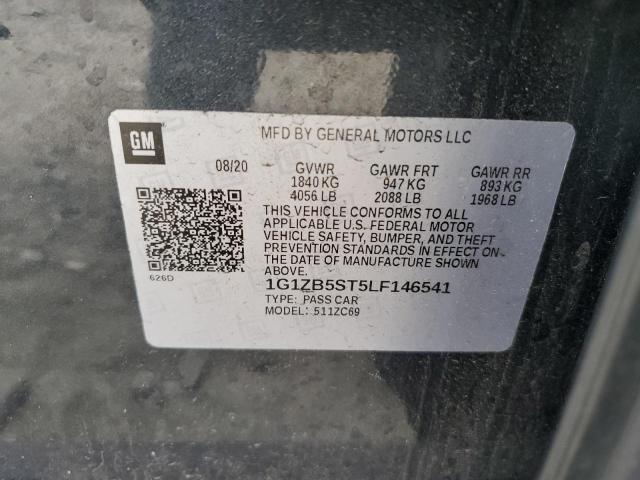 GM
MFD BY GENERAL MOTORS LLC
08/20 GVWR GAWR FRT GAWR RR
1840 KG 947 KG 893 KG
4056 LB 2088 LB 1968 LB
THIS VEHICLE CONFORMS TO ALL
APPLICABLE U.S. FEDERAL MOTOR
VEHICLE SAFETY, BUMPER, AND THEFT
PREVENTION STANDARDS IN EFFECT ON
THE DATE OF MANUFACTURE SHOWN
ABOVE.
626D
1G1ZB5ST5LF146541
TYPE: PASS CAR
MODEL: 511ZC69